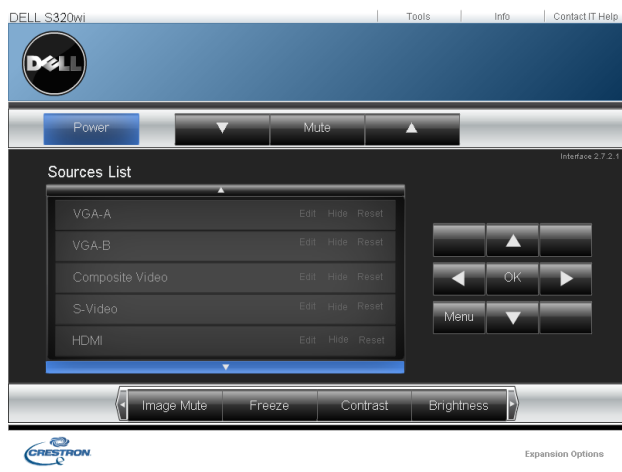 DELL S320wi
Tools
Info
Contact IT Help
DELL
Power
Mute
Interface 2.7.2.1
Sources List
VGA-A Edit Hide Reset
VGA-B Edit Hide Reset
Composite Video Edit Hide Reset
S-Video Edit Hide Reset
HDMI Edit Hide Reset
OK
Menu
Image Mute
Freeze
Contrast
Brightness
CRESTRON
Expansion Options